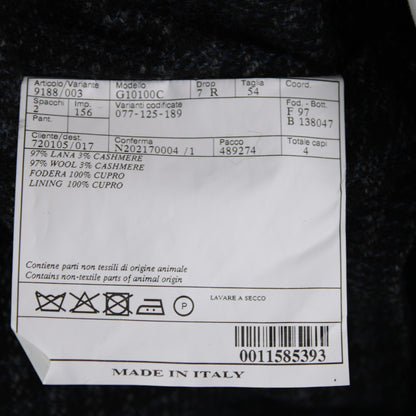 Articolo/Variante Modello Drop Taglia Coord.
9188/003 G10100C 7 R 54
Spacchi Imp. Varianti codificate Fod. - Bott.
2 156 077-125-189 F 97
Pant. B 138047
Cliente/dest. Conferma Pacco Totale capi
720105/017 N202170004 /1 489274 4
97% LANA 3% CASHMERE
97% WOOL 3% CASHMERE
FODERA 100% CUPRO
LINING 100% CUPRO
Contiene parti non tessili di origine animale
Contains non-textile parts of animal origin
P LAVARE A SECCO
0011585393
MADE IN ITALY